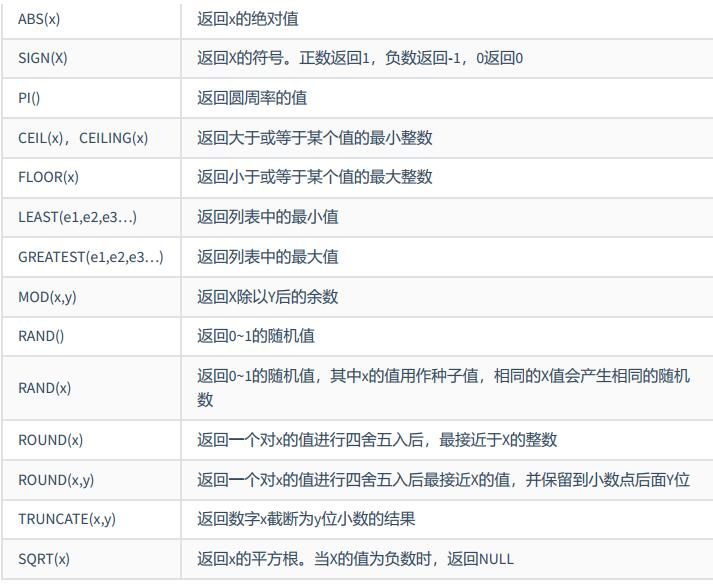 ABS(x) 返回x的绝对值
SIGN(X) 返回X的符号。正数返回1，负数返回-1，0返回0
PI() 返回圆周率的值
CEIL(x)，CEILING(x) 返回大于或等于某个值的最小整数
FLOOR(x) 返回小于或等于某个值的最大整数
LEAST(e1,e2,e3…) 返回列表中的最小值
GREATEST(e1,e2,e3…) 返回列表中的最大值
MOD(x,y) 返回X除以Y后的余数
RAND() 返回0~1的随机值
RAND(x) 返回0~1的随机值，其中x的值用作种子值，相同的X值会产生相同的随机
数
ROUND(x) 返回一个对x的值进行四舍五入后，最接近于X的整数
ROUND(x,y) 返回一个对x的值进行四舍五入后最接近X的值，并保留到小数点后面Y位
TRUNCATE(x,y) 返回数字x截断为y位小数的结果
SQRT(x) 返回x的平方根。当X的值为负数时，返回NULL